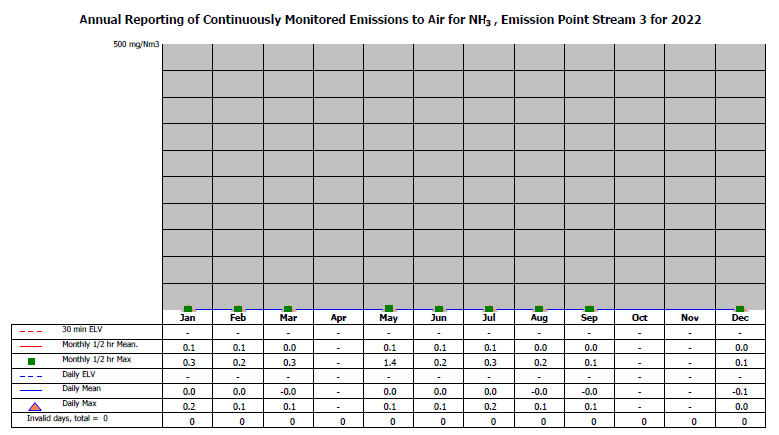 Annual Reporting of Continuously Monitored Emissions to Air for NH3 , Emission Point Stream 3 for 2022
500 mg/Nm3
Jan Feb Mar Apr May Jun Jul Aug Sep Oct Nov Dec
30 min ELV - - - - - - - - - - - -
Monthly 1/2 hr Mean. 0.1 0.1 0.0 - 0.1 0.1 0.1 0.0 0.0 - - 0.0
Monthly 1/2 hr Max 0.3 0.2 0.3 - 1.4 0.2 0.3 0.2 0.1 - - 0.1
Daily ELV - - - - - - - - - - - -
Daily Mean 0.0 0.0 -0.0 - 0.0 0.0 0.0 -0.0 -0.0 - - -0.1
Daily Max 0.2 0.1 0.1 - 0.1 0.1 0.2 0.1 0.1 - - 0.0
Invalid days, total = 0 0 0 0 0 0 0 0 0 0 0 0 0